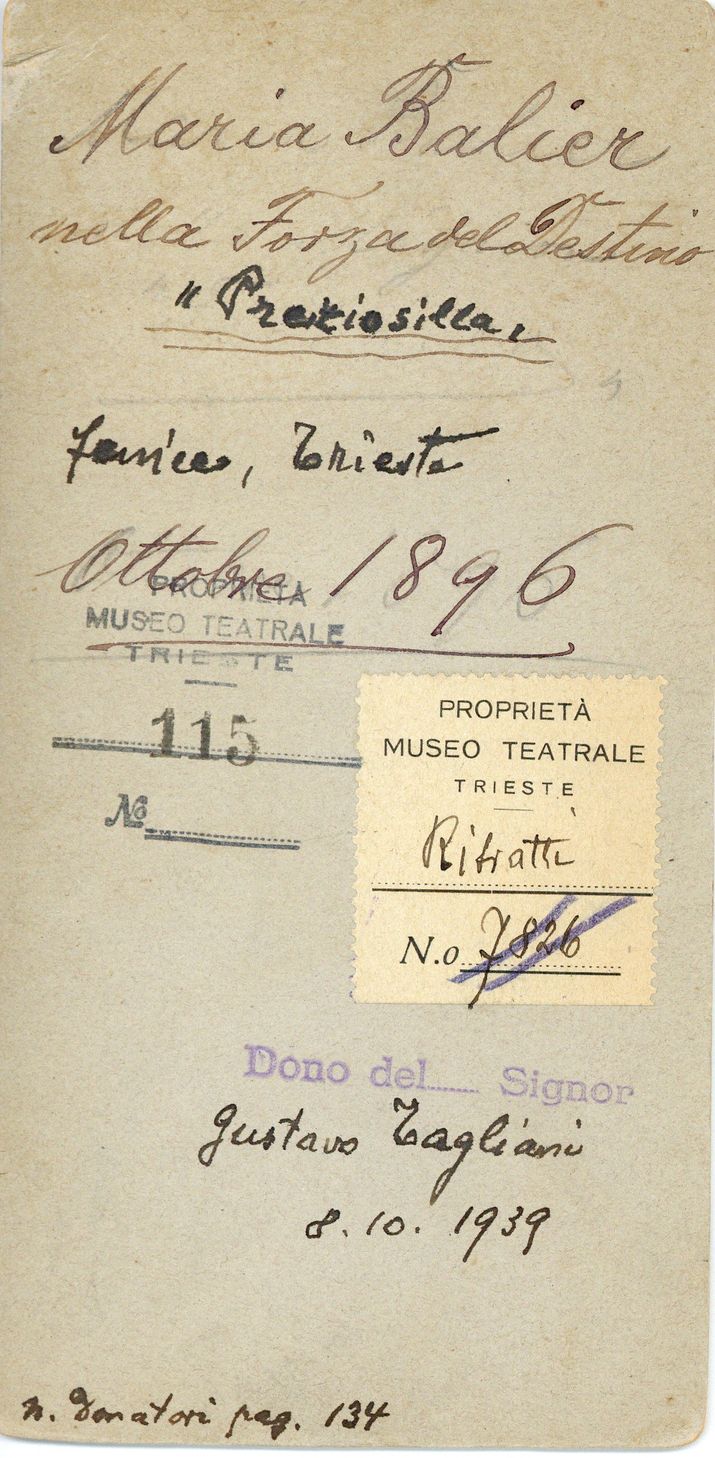 Maria Balier
nella Forza del Destino
"Preziosilla"
Fenice, Trieste
Ottobre 1896
PROPRIETÀ
MUSEO TEATRALE
TRIESTE
115
No
PROPRIETÀ
MUSEO TEATRALE
TRIESTE
Ritratti
N.o 7826
Dono del Signor
Gustavo Tagliani
8.10.1939
n. Donatori pag. 134